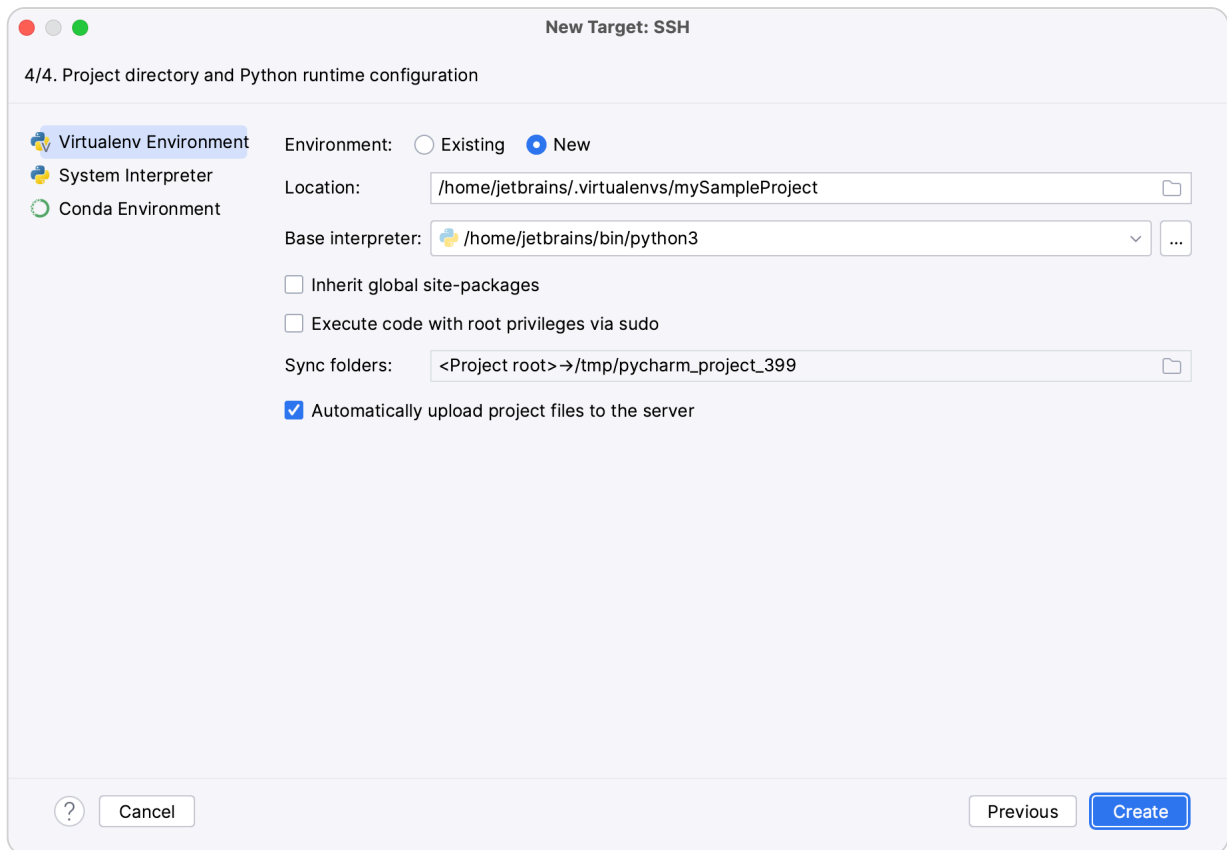 New Target: SSH
4/4. Project directory and Python runtime configuration
Virtualenv Environment
System Interpreter
Conda Environment
Environment: Existing New
Location: /home/jetbrains/.virtualenvs/mySampleProject
Base interpreter: /home/jetbrains/bin/python3 ...
Inherit global site-packages
Execute code with root privileges via sudo
Sync folders: <Project root>→/tmp/pycharm_project_399
Automatically upload project files to the server
? Cancel Previous Create